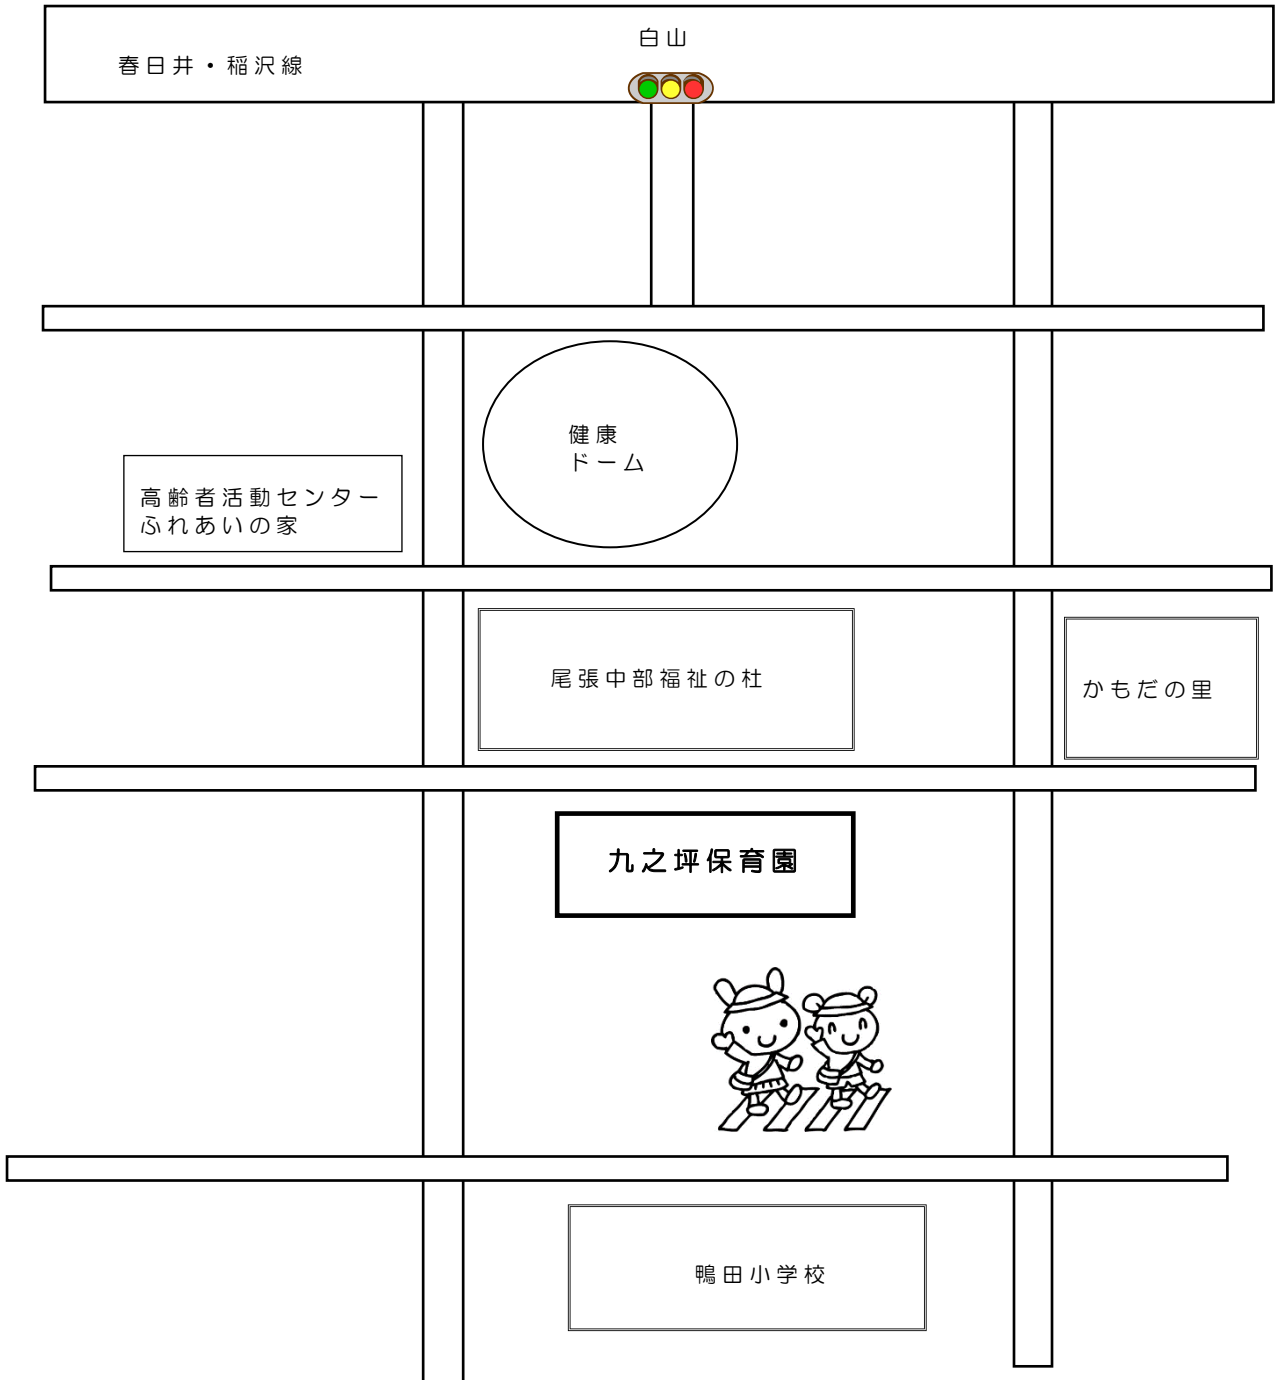 白山
春日井・稲沢線
健康
ドーム
高齢者活動センター
ふれあいの家
尾張中部福祉の杜
かもだの里
九之坪保育園
鴨田小学校